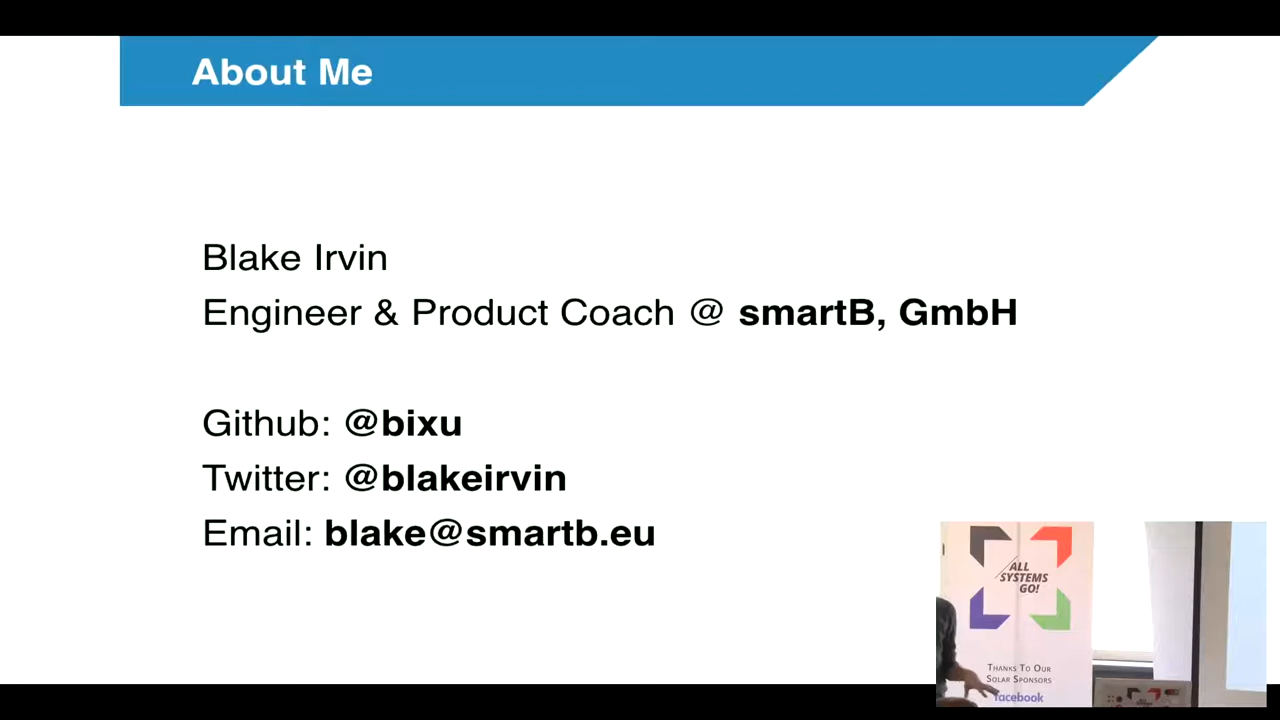 About Me
Blake Irvin
Engineer & Product Coach @ smartB, GmbH
Github: @bixu
Twitter: @blakeirvin
Email: blake@smartb.eu
ALL
SYSTEMS
GO!
THANKS TO OUR
SOLAR SPONSORS
facebook